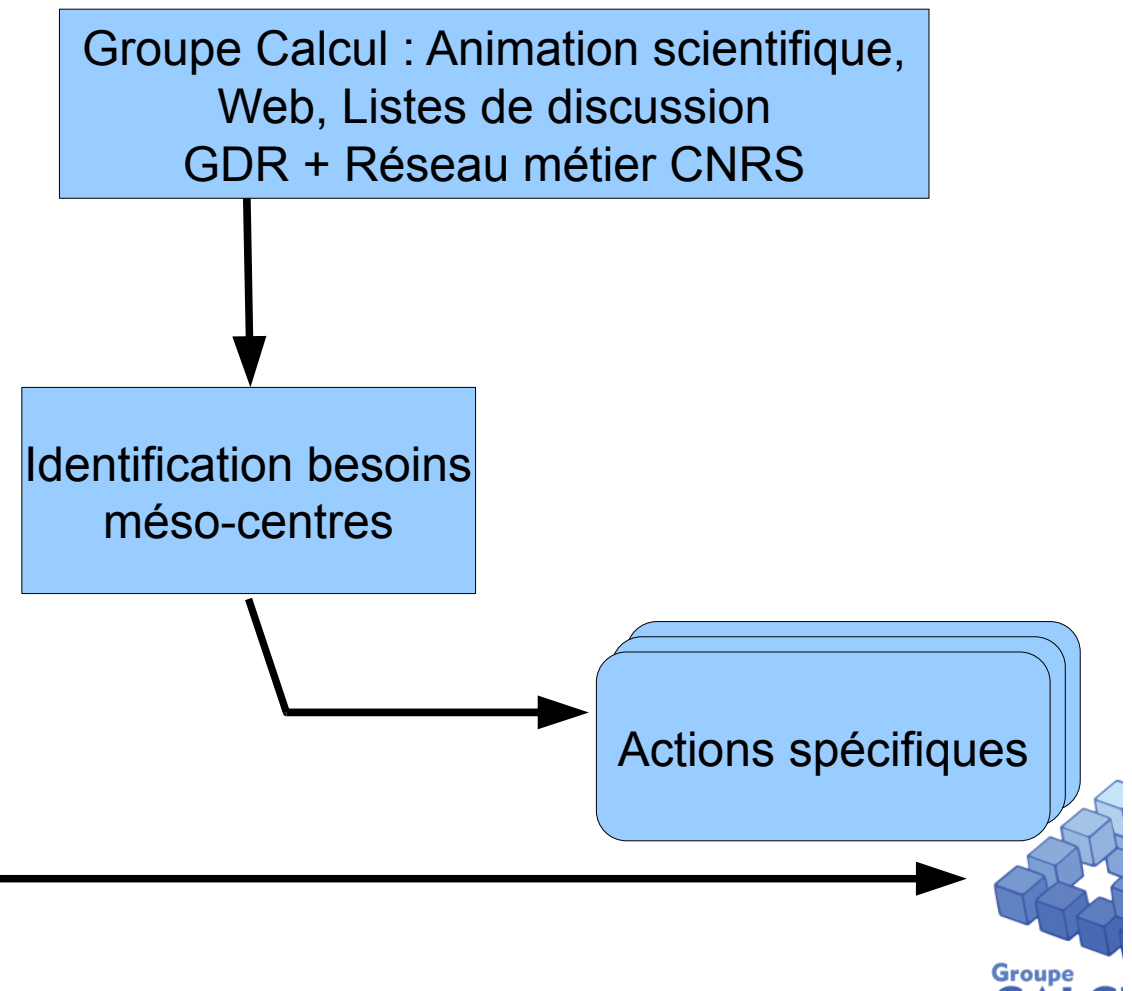 Groupe Calcul : Animation scientifique,
Web, Listes de discussion
GDR + Réseau métier CNRS
Identification besoins
méso-centres
Actions spécifiques
Groupe